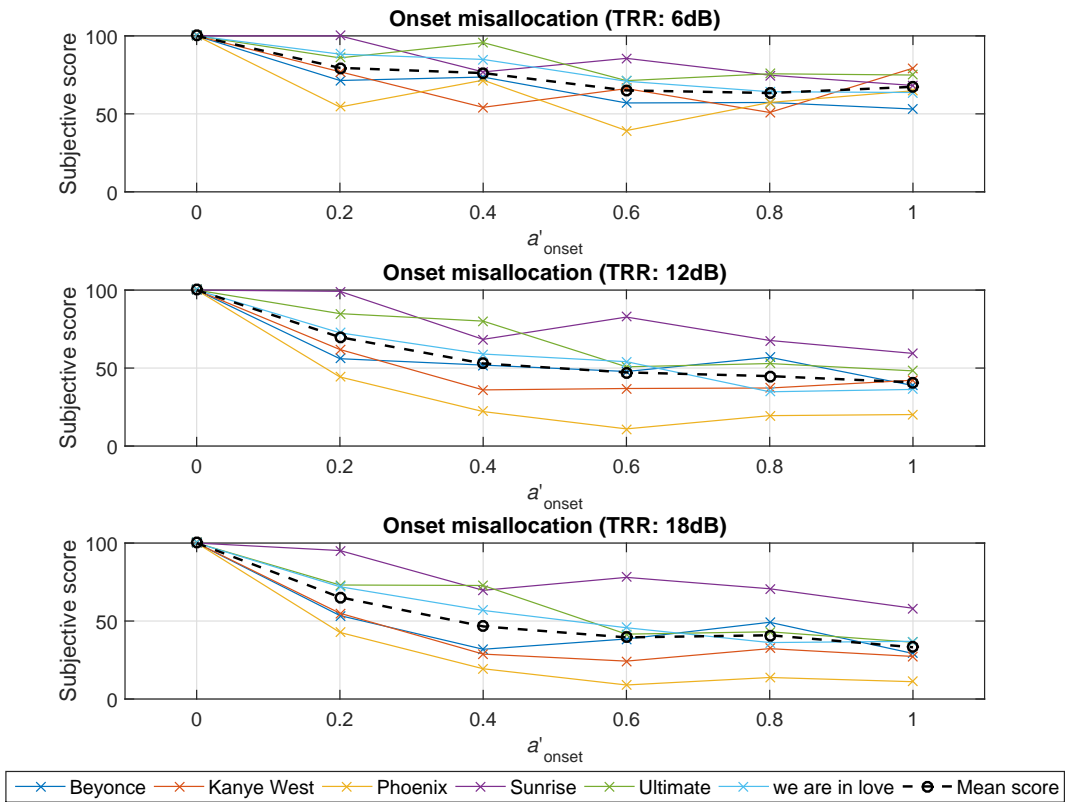 Onset misallocation (TRR: 6dB)
Subjective score
100
50
0
0 0.2 0.4 0.6 0.8 1
a'onset
Onset misallocation (TRR: 12dB)
Subjective score
100
50
0
0 0.2 0.4 0.6 0.8 1
a'onset
Onset misallocation (TRR: 18dB)
Subjective score
100
50
0
0 0.2 0.4 0.6 0.8 1
a'onset
Beyonce Kanye West Phoenix Sunrise Ultimate we are in love Mean score